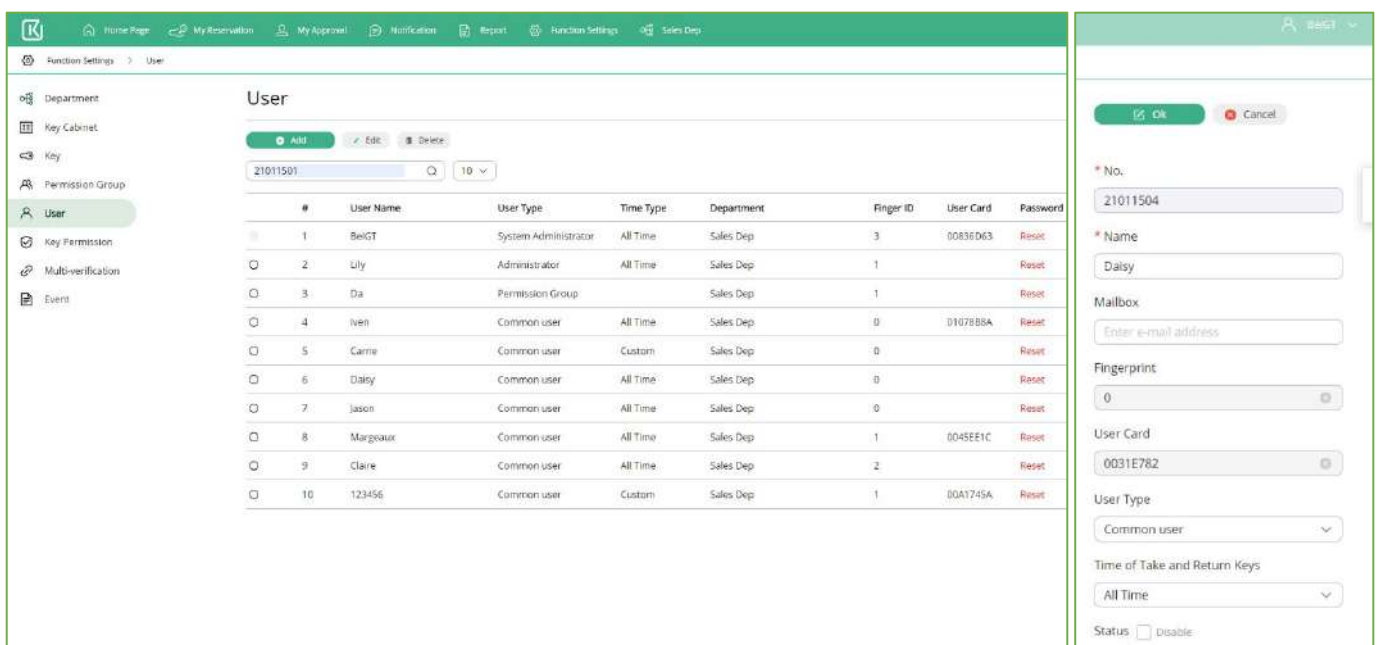 Home Page My Reservation My Approval Notification Report Function Settings Sales Dep
Function Settings > User
Department
Key Cabinet
Key
Permission Group
User
Key Permission
Multi-verification
Event
User
Add Edit Delete
21011501 10
# User Name User Type Time Type Department Finger ID User Card Password
1 BeIGT System Administrator All Time Sales Dep 3 00836D63 Reset
2 Lily Administrator All Time Sales Dep 1 Reset
3 Da Permission Group Sales Dep 1 Reset
4 Iven Common user All Time Sales Dep 0 01078B8A Reset
5 Carrie Common user Custom Sales Dep 0 Reset
6 Daisy Common user All Time Sales Dep 0 Reset
7 Jason Common user All Time Sales Dep 0 Reset
8 Margeaux Common user All Time Sales Dep 1 0045EE1C Reset
9 Claire Common user All Time Sales Dep 2 Reset
10 123456 Common user Custom Sales Dep 1 00A1745A Reset
BeIGT
Ok Cancel
* No.
21011504
* Name
Daisy
Mailbox
Enter e-mail address
Fingerprint
0
User Card
0031E782
User Type
Common user
Time of Take and Return Keys
All Time
Status Disable